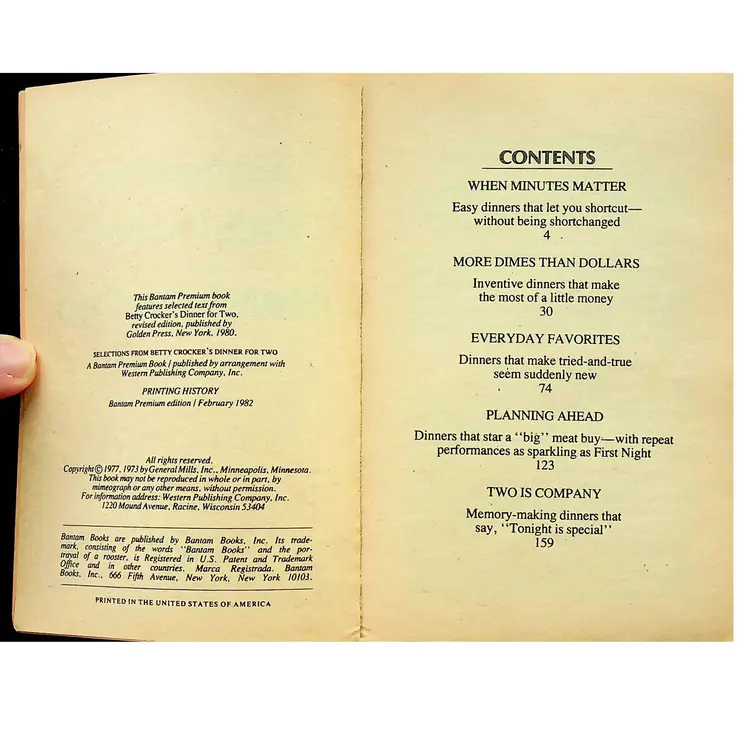 This Bantam Premium book
features selected text from
Betty Crocker's Dinner for Two,
revised edition, published by
Golden Press, New York, 1980.
SELECTIONS FROM BETTY CROCKER'S DINNER FOR TWO
A Bantam Premium Book / published by arrangement with
Western Publishing Company, Inc.
PRINTING HISTORY
Bantam Premium edition / February 1982
All rights reserved.
Copyright © 1977, 1973 by General Mills, Inc., Minneapolis, Minnesota.
This book may not be reproduced in whole or in part, by
mimeograph or any other means, without permission.
For information address: Western Publishing Company, Inc.
1220 Mound Avenue, Racine, Wisconsin 53404
Bantam Books are published by Bantam Books, Inc. Its trade-
mark, consisting of the words "Bantam Books" and the por-
trayal of a rooster, is Registered in U.S. Patent and Trademark
Office and in other countries. Marca Registrada. Bantam
Books, Inc., 666 Fifth Avenue, New York, New York 10103.
PRINTED IN THE UNITED STATES OF AMERICA
CONTENTS
WHEN MINUTES MATTER
Easy dinners that let you shortcut—
without being shortchanged
4
MORE DIMES THAN DOLLARS
Inventive dinners that make
the most of a little money
30
EVERYDAY FAVORITES
Dinners that make tried-and-true
seem suddenly new
74
PLANNING AHEAD
Dinners that star a "big" meat buy—with repeat
performances as sparkling as First Night
123
TWO IS COMPANY
Memory-making dinners that
say, "Tonight is special"
159